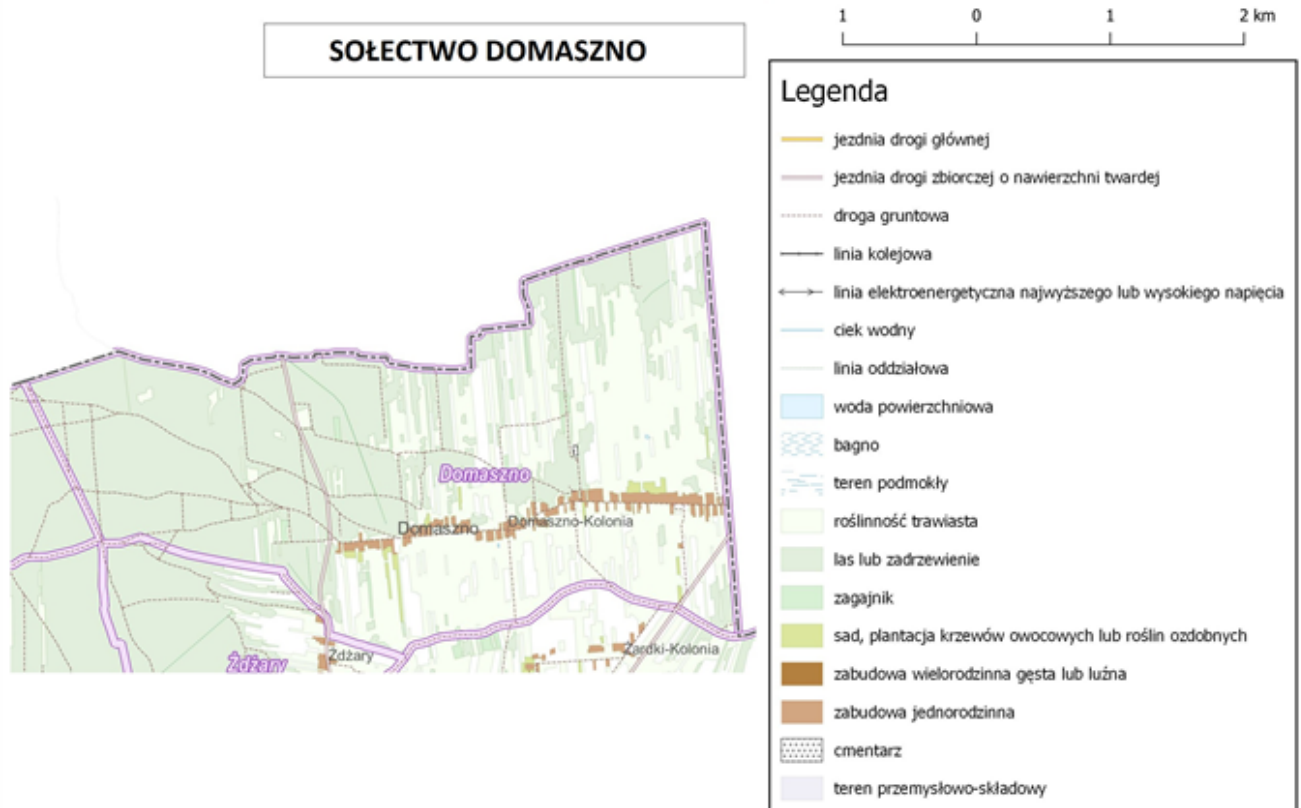 SOŁECTWO DOMASZNO
1 0 1 2 km
Legenda
jezdnia drogi głównej
jezdnia drogi zbiorczej o nawierzchni twardej
droga gruntowa
linia kolejowa
linia elektroenergetyczna najwyższego lub wysokiego napięcia
ciek wodny
linia oddziałowa
woda powierzchniowa
bagno
teren podmokły
roślinność trawiasta
las lub zadrzewienie
zagajnik
sad, plantacja krzewów owocowych lub roślin ozdobnych
zabudowa wielorodzinna gęsta lub luźna
zabudowa jednorodzinna
cmentarz
teren przemysłowo-składowy
Domaszno
Domaszno
Domaszno-Kolonia
Żdżary
Żdżary
Żardki-Kolonia